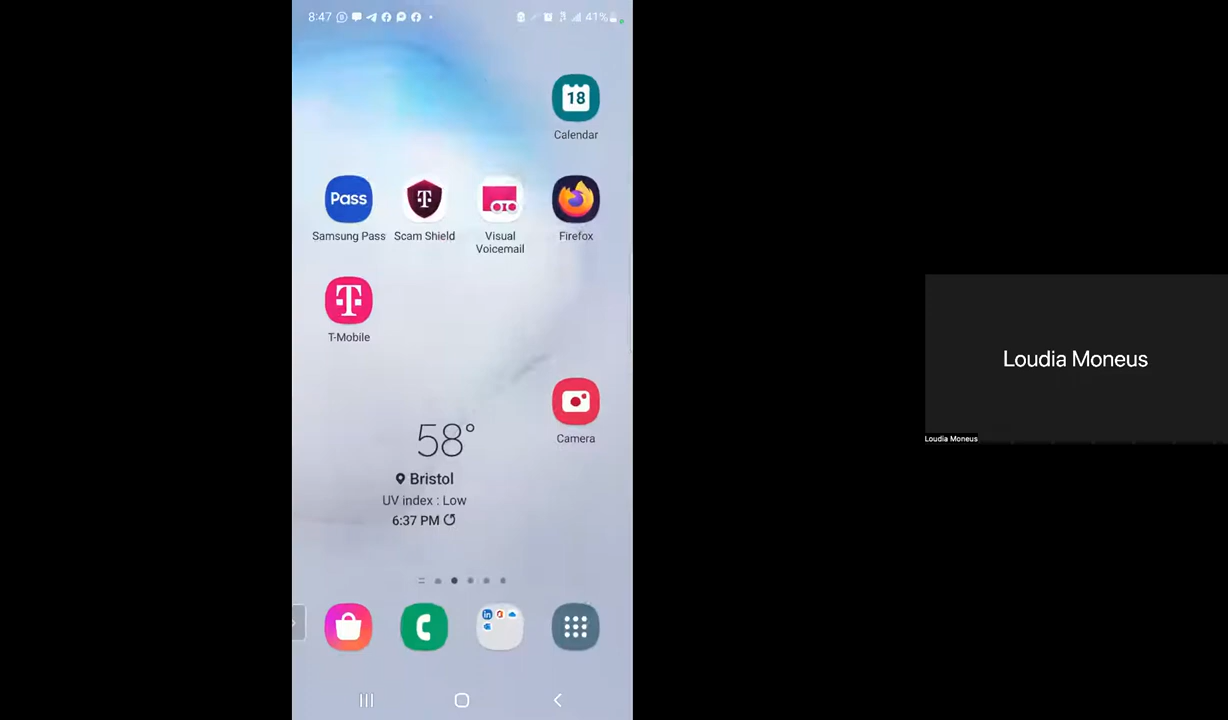 8:47
41%
18
Calendar
Pass
Samsung Pass
T
Scam Shield
Visual
Voicemail
Firefox
T
T-Mobile
Camera
58°
Bristol
UV index : Low
6:37 PM
in
Loudia Moneus
Loudia Moneus